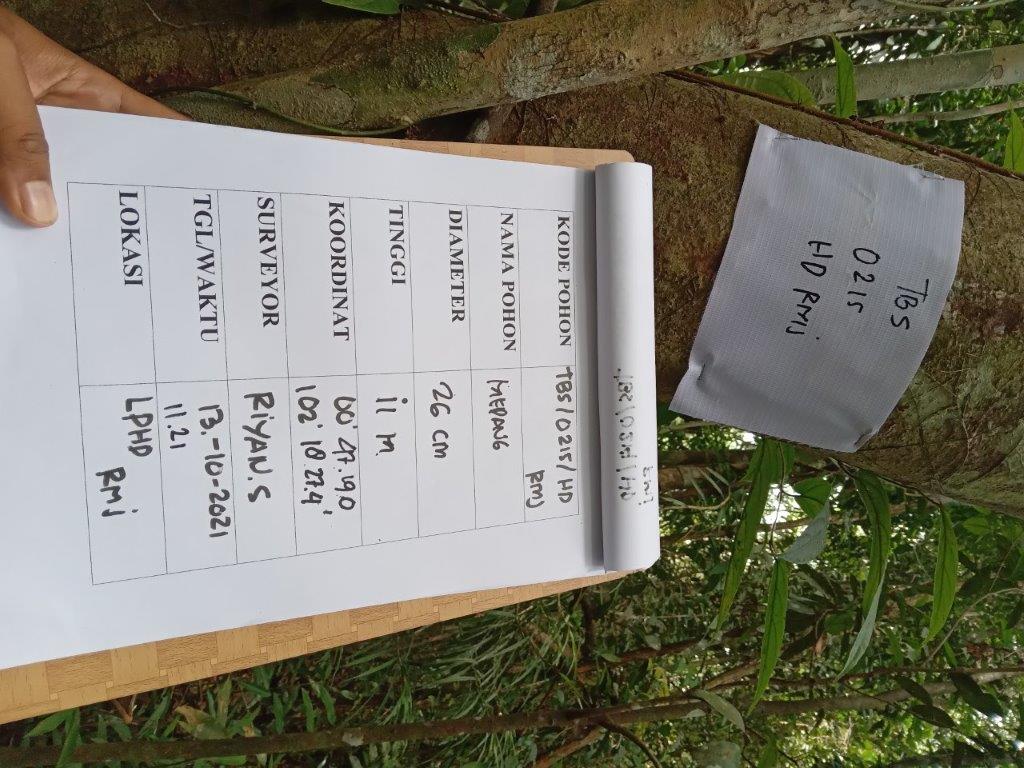 TBS
0215
HD RMj
KODE POHON TBS/0215/HD
RMJ
NAMA POHON MEDANG
DIAMETER 26 cm
TINGGI 11 M
KOORDINAT 00' 47.19.0
102' 18 27.4'
SURVEYOR RiYAN.S
TGL/WAKTU 13.-10-2021
11.21
LOKASI LPHD
RMj